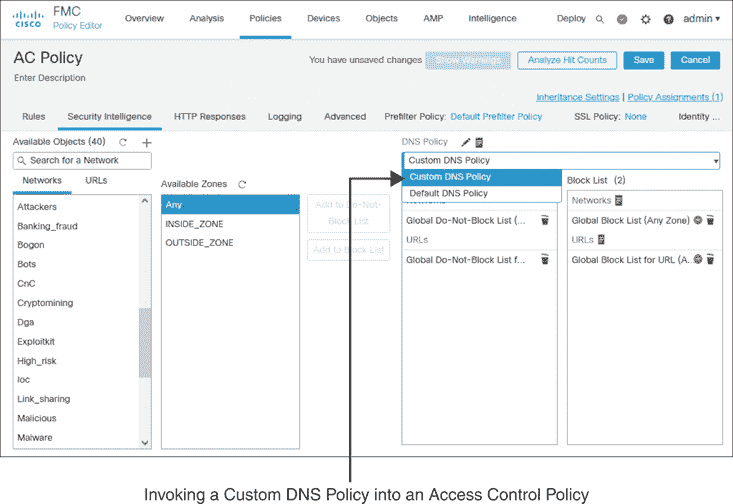 CISCO
FMC
Policy Editor
Overview
Analysis
Policies
Devices
Objects
AMP
Intelligence
Deploy
admin
AC Policy
Enter Description
You have unsaved changes
Show Warnings
Analyze Hit Counts
Save
Cancel
Inheritance Settings | Policy Assignments (1)
Rules
Security Intelligence
HTTP Responses
Logging
Advanced
Prefilter Policy: Default Prefilter Policy
SSL Policy: None
Identity ...
Available Objects (40)
Search for a Network
Networks
URLs
Attackers
Banking_fraud
Bogon
Bots
CnC
Cryptomining
Dga
Exploitkit
High_risk
Ioc
Link_sharing
Malicious
Malware
Available Zones
Any
INSIDE_ZONE
OUTSIDE_ZONE
Add to Do-Not-
Block List
Add to Block List
DNS Policy
Custom DNS Policy
Custom DNS Policy
Default DNS Policy
Networks
Global Do-Not-Block List (...
URLs
Global Do-Not-Block List f...
Block List (2)
Networks
Global Block List (Any Zone)
URLs
Global Block List for URL (A...
Invoking a Custom DNS Policy into an Access Control Policy